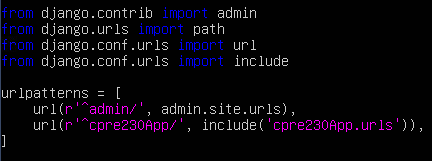 from django.contrib import admin
from django.urls import path
from django.conf.urls import url
from django.conf.urls import include

urlpatterns = [
    url(r'^admin/', admin.site.urls),
    url(r'^cpre230App/', include('cpre230App.urls')),
]